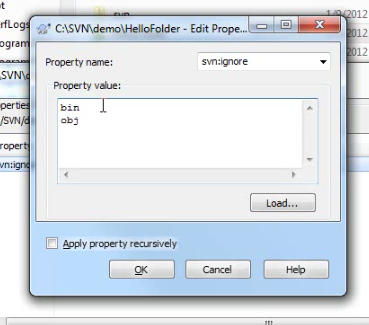 C:\SVN\demo\HelloFolder - Edit Prope...
Property name:
svn:ignore
Property value:
bin
obj
Load...
Apply property recursively
OK
Cancel
Help